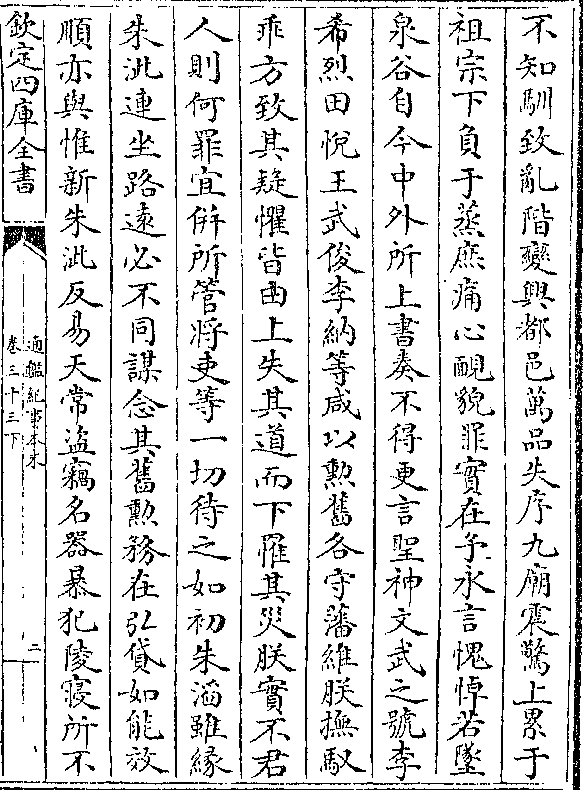 不知馴致亂階變興都邑萬品失序九廟震驚上累于
祖宗下負于蒸庶痛心靦貌罪實在予永言愧悼若墜
泉谷自今中外所上書奏不得更言聖神文武之號李
希烈田悅王武俊李納等咸以勲舊各守藩維朕撫馭
乖方致其疑懼皆由上失其道而下罹其災朕實不君
人則何罪宜併所管將吏等一切待之如初朱滔雖縁
朱泚連坐路遠必不同謀念其舊勲務在弘貸如能效
順亦與惟新朱泚反易天常盜竊名器暴犯陵寢所不
欽定四庫全書
通鑑紀事本末
卷三十三下
二